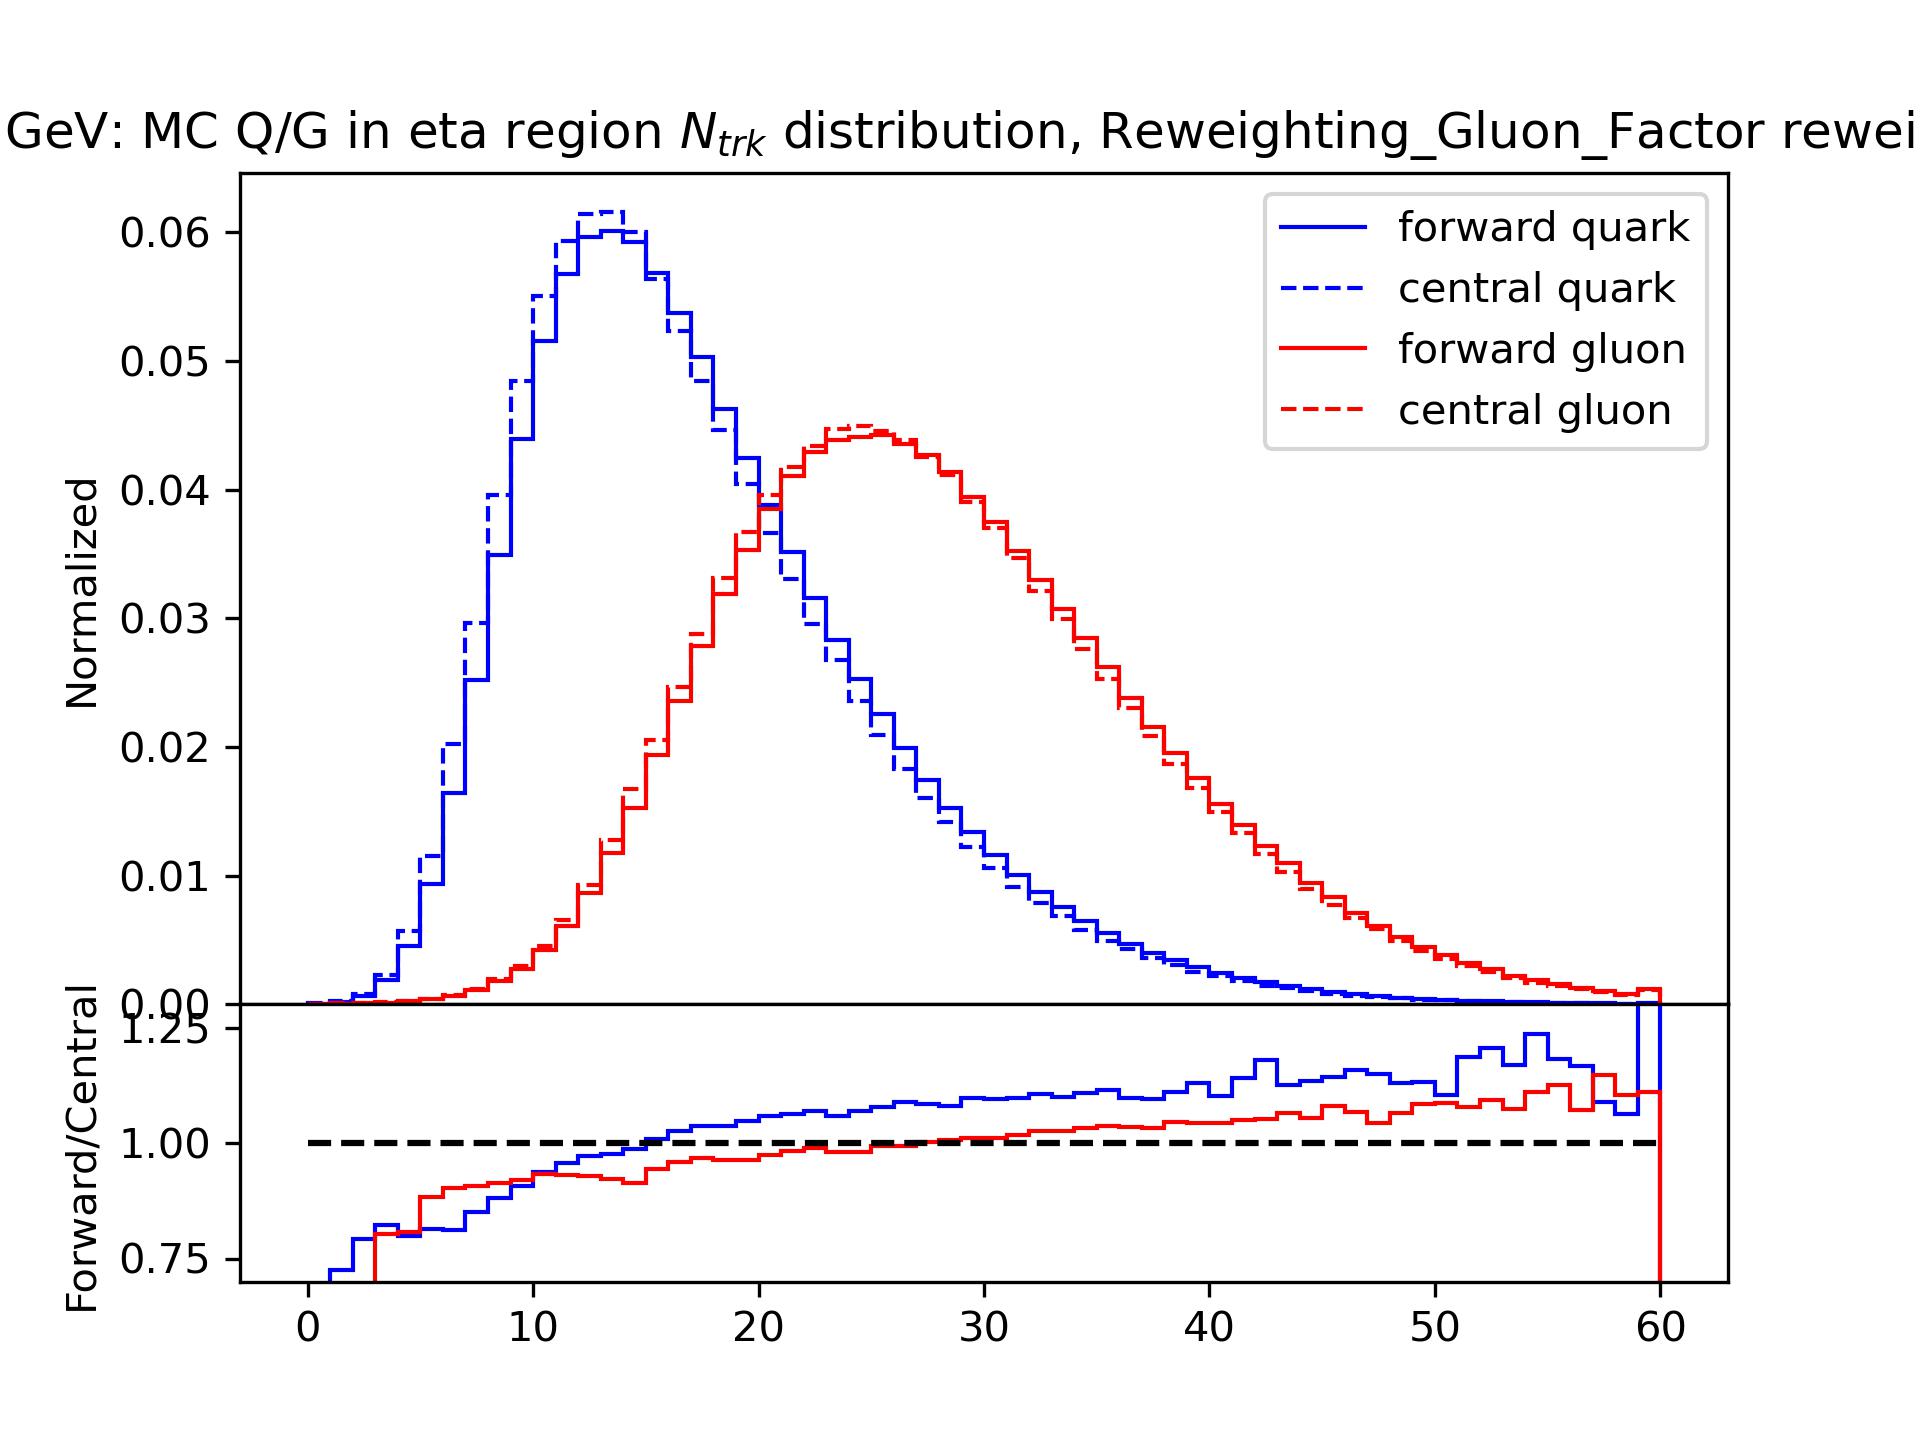 GeV: MC Q/G in eta region N_trk distribution, Reweighting_Gluon_Factor rewei
forward quark
central quark
forward gluon
central gluon
Normalized
0.06
0.05
0.04
0.03
0.02
0.01
0.00
Forward/Central
1.25
1.00
0.75
0 10 20 30 40 50 60